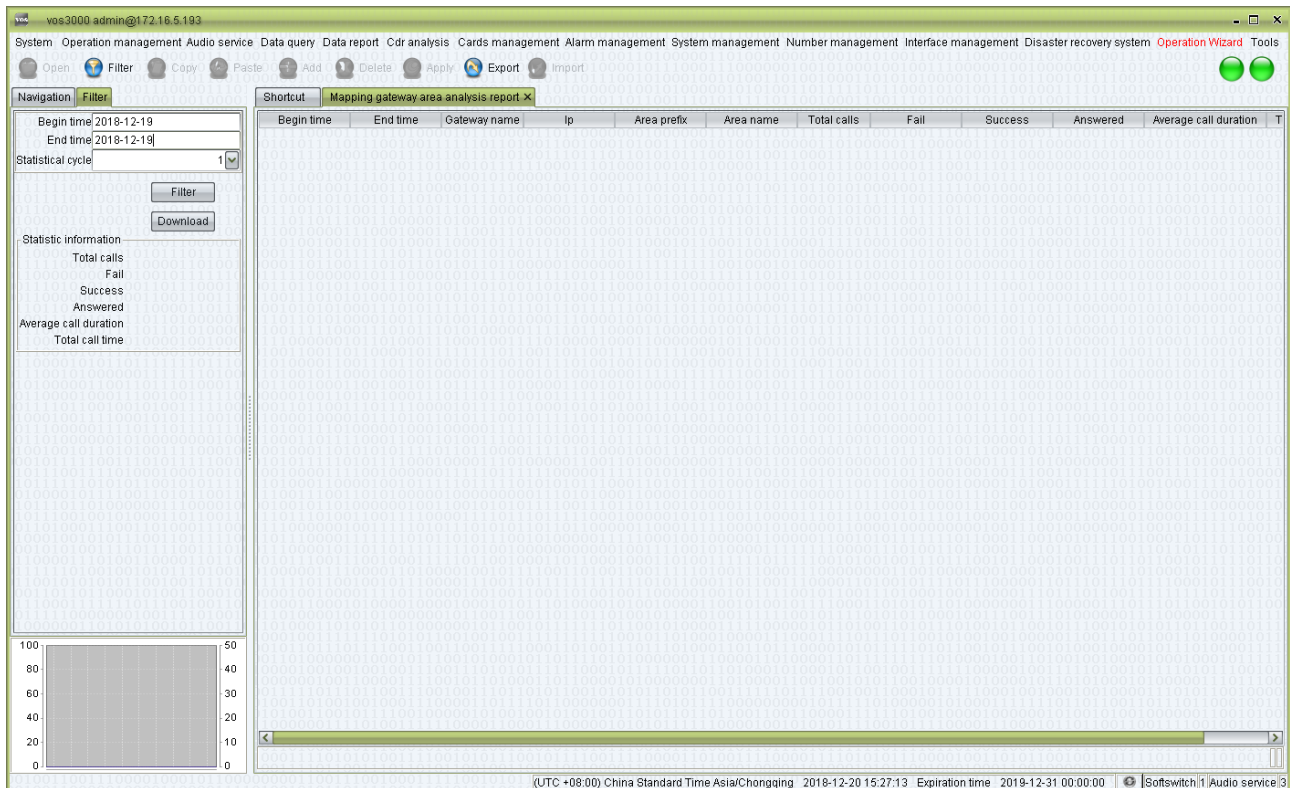 vos vos3000 admin@172.16.5.193
System Operation management Audio service Data query Data report Cdr analysis Cards management Alarm management System management Number management Interface management Disaster recovery system Operation Wizard Tools
Open Filter Copy Paste Add Delete Apply Export Import
Navigation Filter Shortcut Mapping gateway area analysis report
Begin time 2018-12-19
End time 2018-12-19
Statistical cycle 1
Filter
Download
Statistic information
Total calls
Fail
Success
Answered
Average call duration
Total call time
Begin time End time Gateway name Ip Area prefix Area name Total calls Fail Success Answered Average call duration T
100 50
80 40
60 30
40 20
20 10
0 0
(UTC +08:00) China Standard Time Asia/Chongqing 2018-12-20 15:27:13 Expiration time 2019-12-31 00:00:00 Softswitch 1 Audio service 3